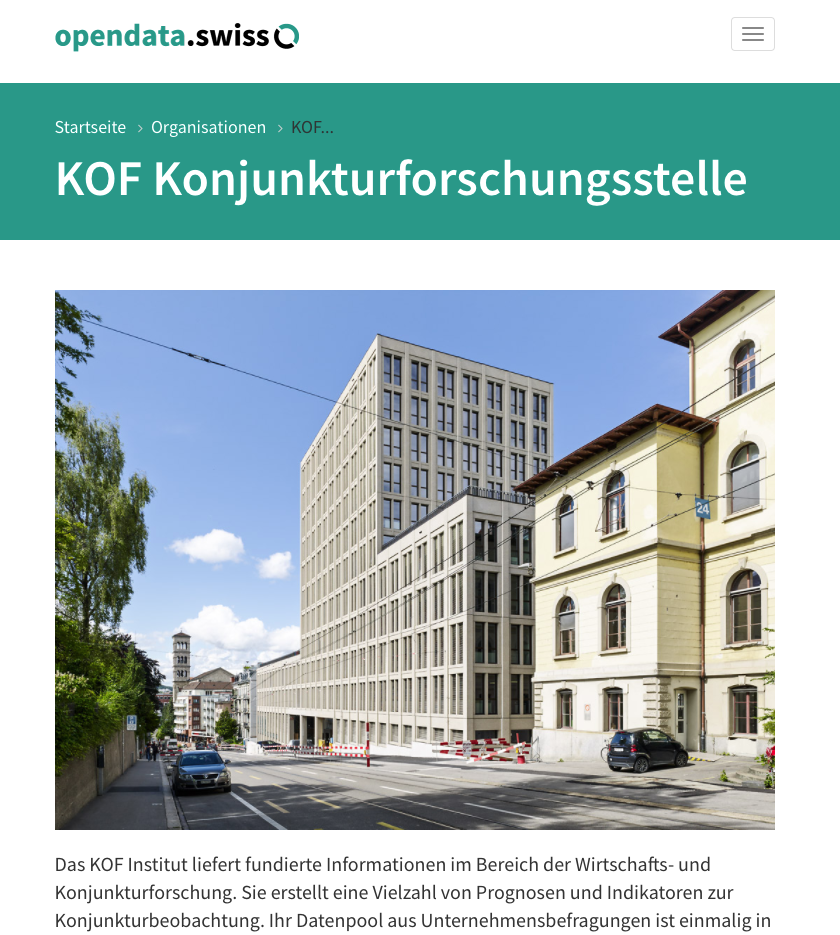 opendata.swiss
Startseite › Organisationen › KOF...
KOF Konjunkturforschungsstelle
24
Das KOF Institut liefert fundierte Informationen im Bereich der Wirtschafts- und
Konjunkturforschung. Sie erstellt eine Vielzahl von Prognosen und Indikatoren zur
Konjunkturbeobachtung. Ihr Datenpool aus Unternehmensbefragungen ist einmalig in